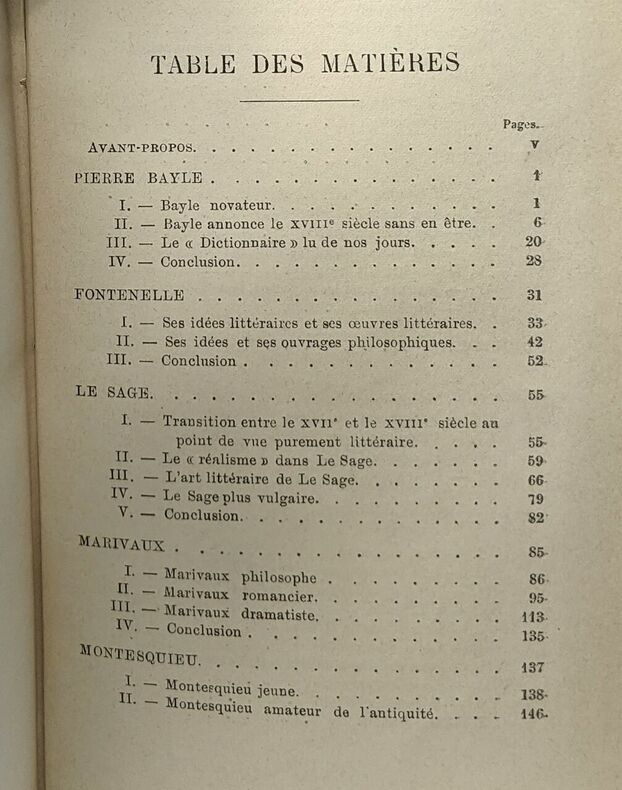 TABLE DES MATIÈRES
Pages.
AVANT-PROPOS. . . . . . . . . . . . . . . . V
PIERRE BAYLE . . . . . . . . . . . . . . . 1
I. — Bayle novateur. . . . . . . . . . . . 1
II. — Bayle annonce le XVIIIe siècle sans en être. . 6
III. — Le « Dictionnaire » lu de nos jours. . . . . 20
IV. — Conclusion. . . . . . . . . . . . . . 28
FONTENELLE . . . . . . . . . . . . . . . . 31
I. — Ses idées littéraires et ses œuvres littéraires. . 33
II. — Ses idées et ses ouvrages philosophiques. . . 42
III. — Conclusion . . . . . . . . . . . . . 52
LE SAGE. . . . . . . . . . . . . . . . . . 55
I. — Transition entre le XVIIe et le XVIIIe siècle au
point de vue purement littéraire. . . . . 55
II. — Le « réalisme » dans Le Sage. . . . . . . 59
III. — L'art littéraire de Le Sage. . . . . . . . 66
IV. — Le Sage plus vulgaire. . . . . . . . . . 79
V. — Conclusion. . . . . . . . . . . . . . 82
MARIVAUX . . . . . . . . . . . . . . . . . 85
I. — Marivaux philosophe . . . . . . . . . 86
II. — Marivaux romancier. . . . . . . . . . 95
III. — Marivaux dramatiste. . . . . . . . . . 113
IV. — Conclusion . . . . . . . . . . . . . 135
MONTESQUIEU. . . . . . . . . . . . . . . . 137
I. — Montesquieu jeune. . . . . . . . . . . 138
II. — Montesquieu amateur de l'antiquité. . . . 146